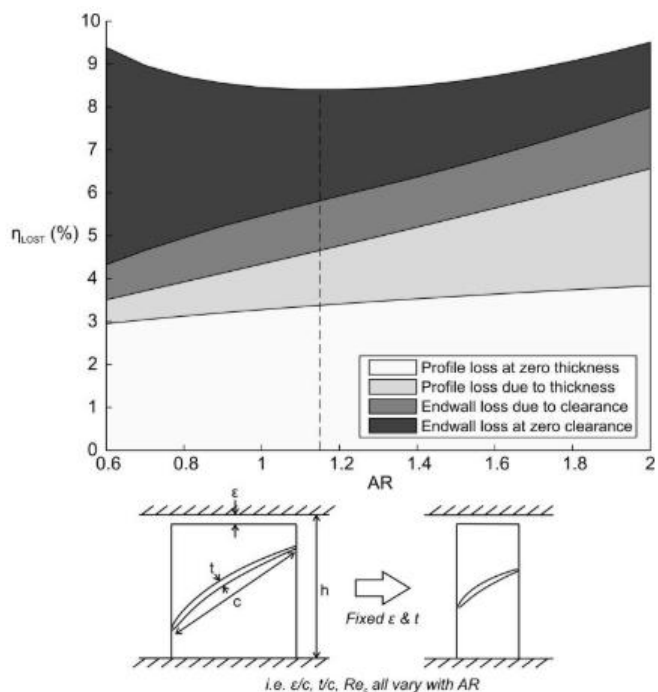 10
9
8
7
6
η_LOST (%)
5
4
3
2
1
0
Profile loss at zero thickness
Profile loss due to thickness
Endwall loss due to clearance
Endwall loss at zero clearance
0.6 0.8 1 1.2 1.4 1.6 1.8 2
AR
ε
t
c
h
Fixed ε & t
i.e. ε/c, t/c, Re_c all vary with AR